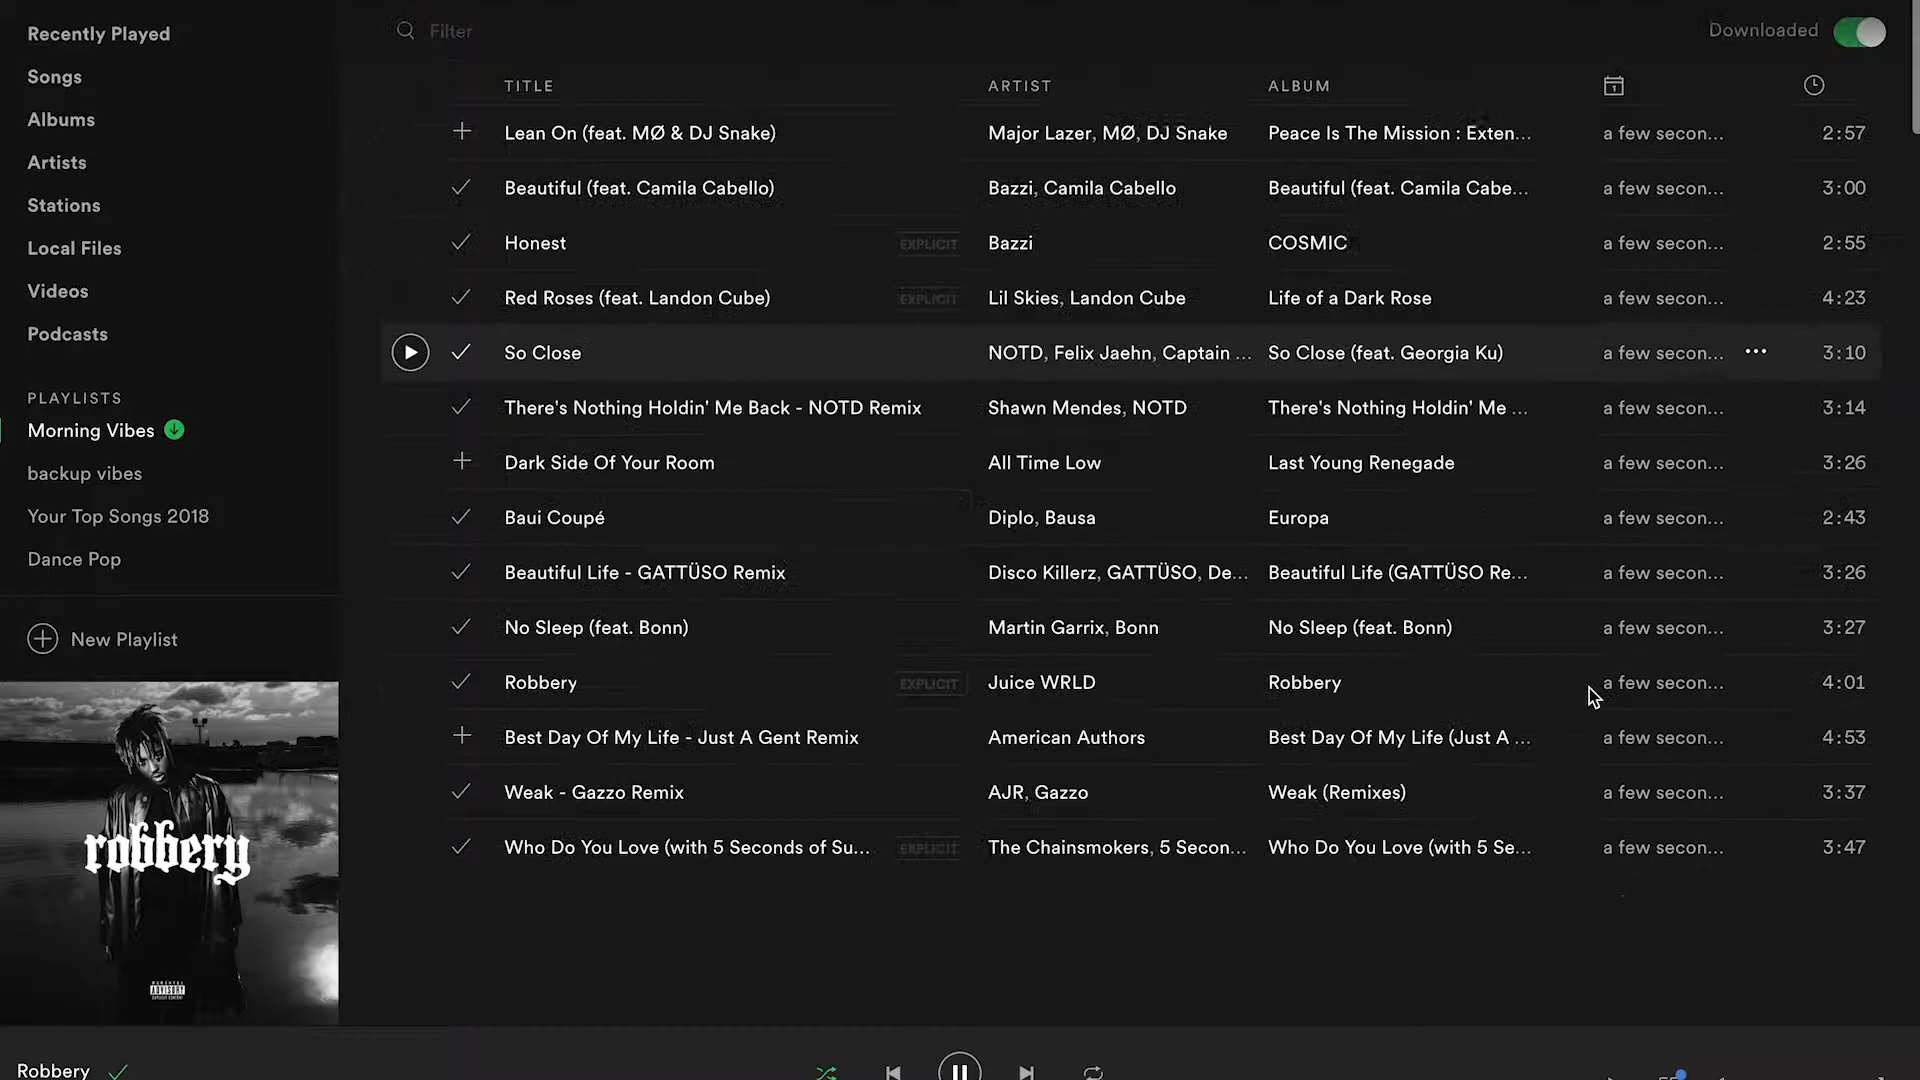 Recently Played
Songs
Albums
Artists
Stations
Local Files
Videos
Podcasts
PLAYLISTS
Morning Vibes
backup vibes
Your Top Songs 2018
Dance Pop
New Playlist
robbery
PARENTAL
ADVISORY
EXPLICIT CONTENT
Filter
Downloaded
TITLE ARTIST ALBUM
Lean On (feat. MØ & DJ Snake) Major Lazer, MØ, DJ Snake Peace Is The Mission : Exten... a few secon... 2:57
Beautiful (feat. Camila Cabello) Bazzi, Camila Cabello Beautiful (feat. Camila Cabe... a few secon... 3:00
Honest EXPLICIT Bazzi COSMIC a few secon... 2:55
Red Roses (feat. Landon Cube) EXPLICIT Lil Skies, Landon Cube Life of a Dark Rose a few secon... 4:23
So Close NOTD, Felix Jaehn, Captain ... So Close (feat. Georgia Ku) a few secon... 3:10
There's Nothing Holdin' Me Back - NOTD Remix Shawn Mendes, NOTD There's Nothing Holdin' Me ... a few secon... 3:14
Dark Side Of Your Room All Time Low Last Young Renegade a few secon... 3:26
Baui Coupé Diplo, Bausa Europa a few secon... 2:43
Beautiful Life - GATTÜSO Remix Disco Killerz, GATTÜSO, De... Beautiful Life (GATTÜSO Re... a few secon... 3:26
No Sleep (feat. Bonn) Martin Garrix, Bonn No Sleep (feat. Bonn) a few secon... 3:27
Robbery EXPLICIT Juice WRLD Robbery a few secon... 4:01
Best Day Of My Life - Just A Gent Remix American Authors Best Day Of My Life (Just A ... a few secon... 4:53
Weak - Gazzo Remix AJR, Gazzo Weak (Remixes) a few secon... 3:37
Who Do You Love (with 5 Seconds of Su... EXPLICIT The Chainsmokers, 5 Secon... Who Do You Love (with 5 Se... a few secon... 3:47
Robbery